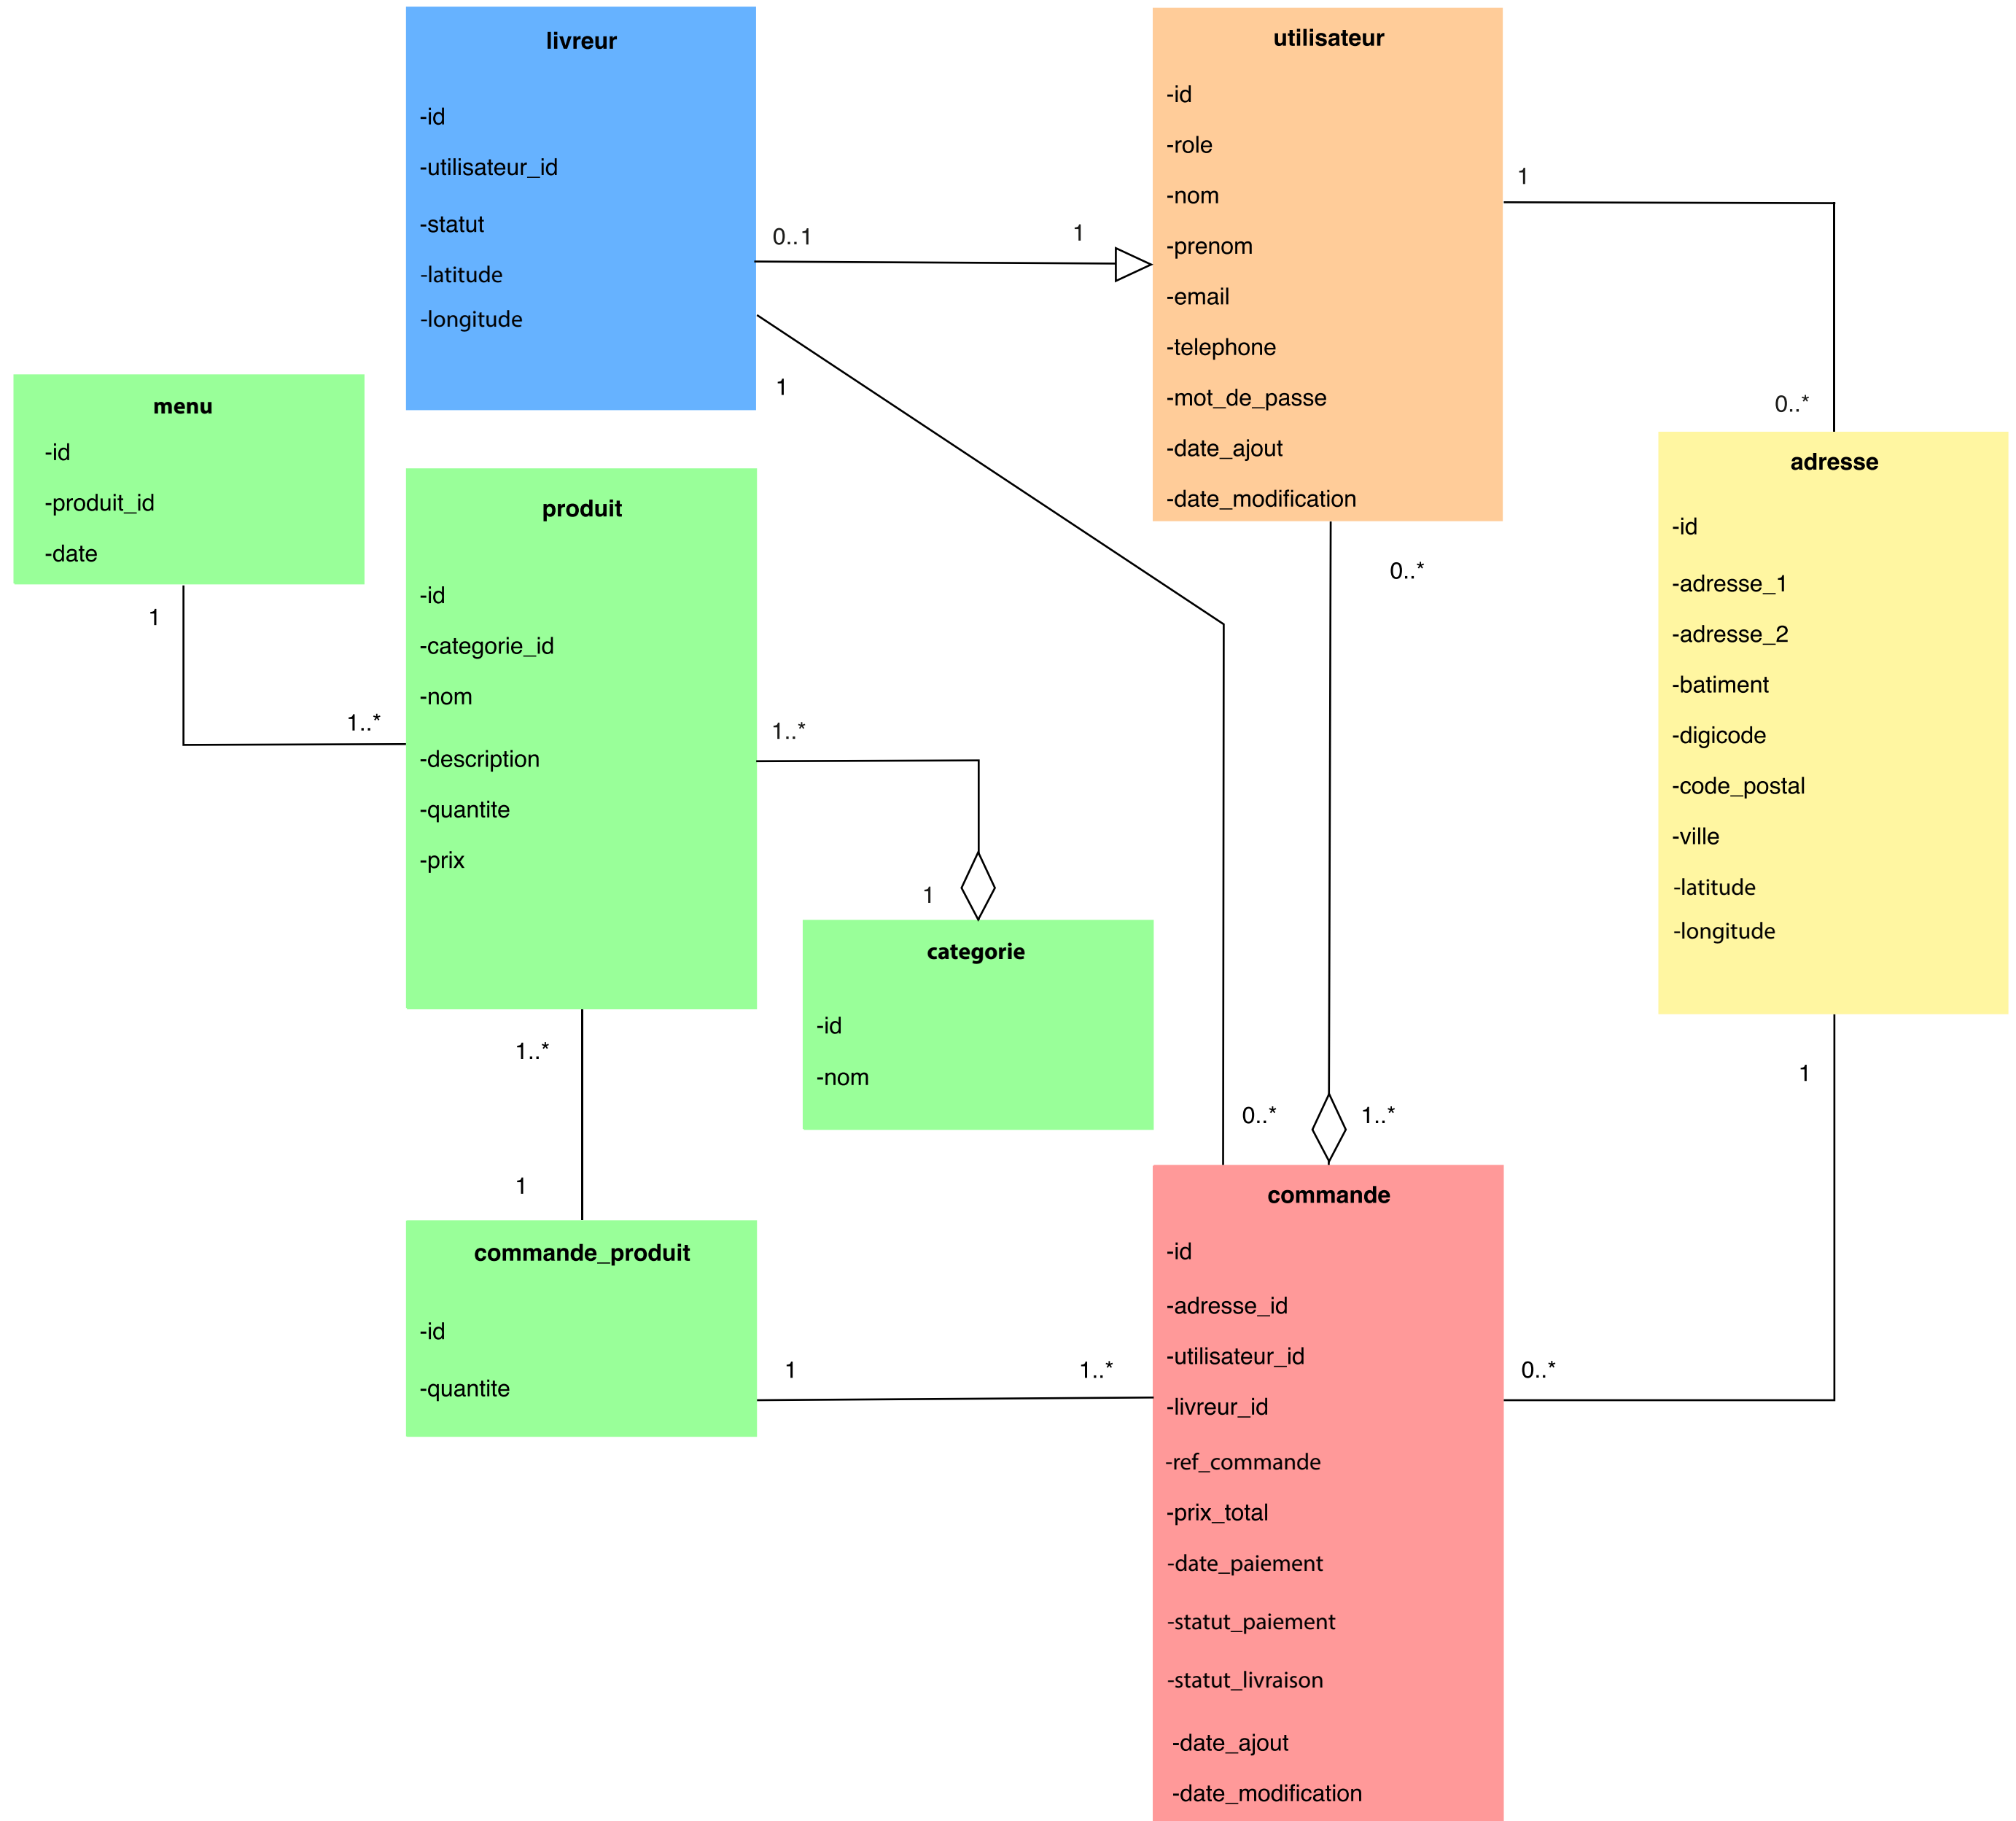 livreur
-id
-utilisateur_id
-statut
-latitude
-longitude
utilisateur
-id
-role
-nom
-prenom
-email
-telephone
-mot_de_passe
-date_ajout
-date_modification
0..1
1
1
0..*
1
0..*
menu
-id
-produit_id
-date
1
1..*
produit
-id
-categorie_id
-nom
-description
-quantite
-prix
1..*
1
categorie
-id
-nom
adresse
-id
-adresse_1
-adresse_2
-batiment
-digicode
-code_postal
-ville
-latitude
-longitude
1..*
1
commande_produit
-id
-quantite
1
1..*
0..*
1..*
1
0..*
commande
-id
-adresse_id
-utilisateur_id
-livreur_id
-ref_commande
-prix_total
-date_paiement
-statut_paiement
-statut_livraison
-date_ajout
-date_modification